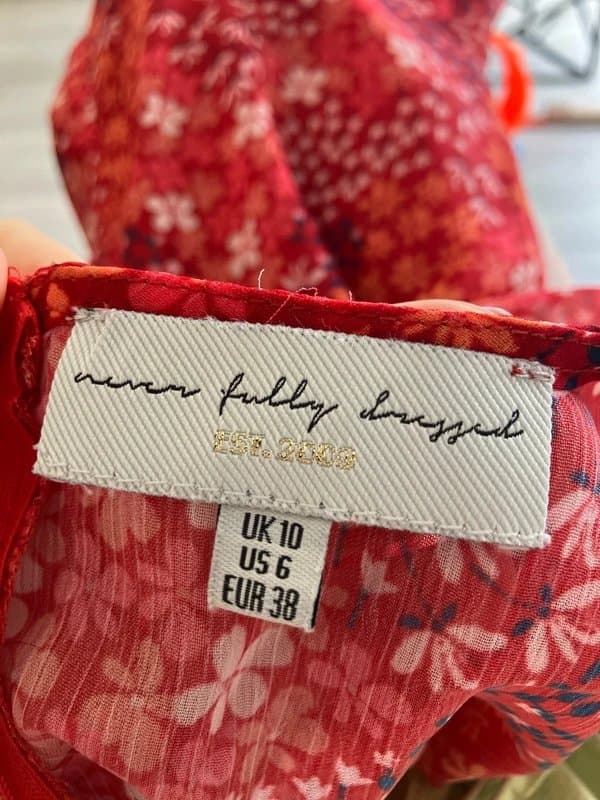 never fully dressed
EST. 2009
UK 10
US 6
EUR 38